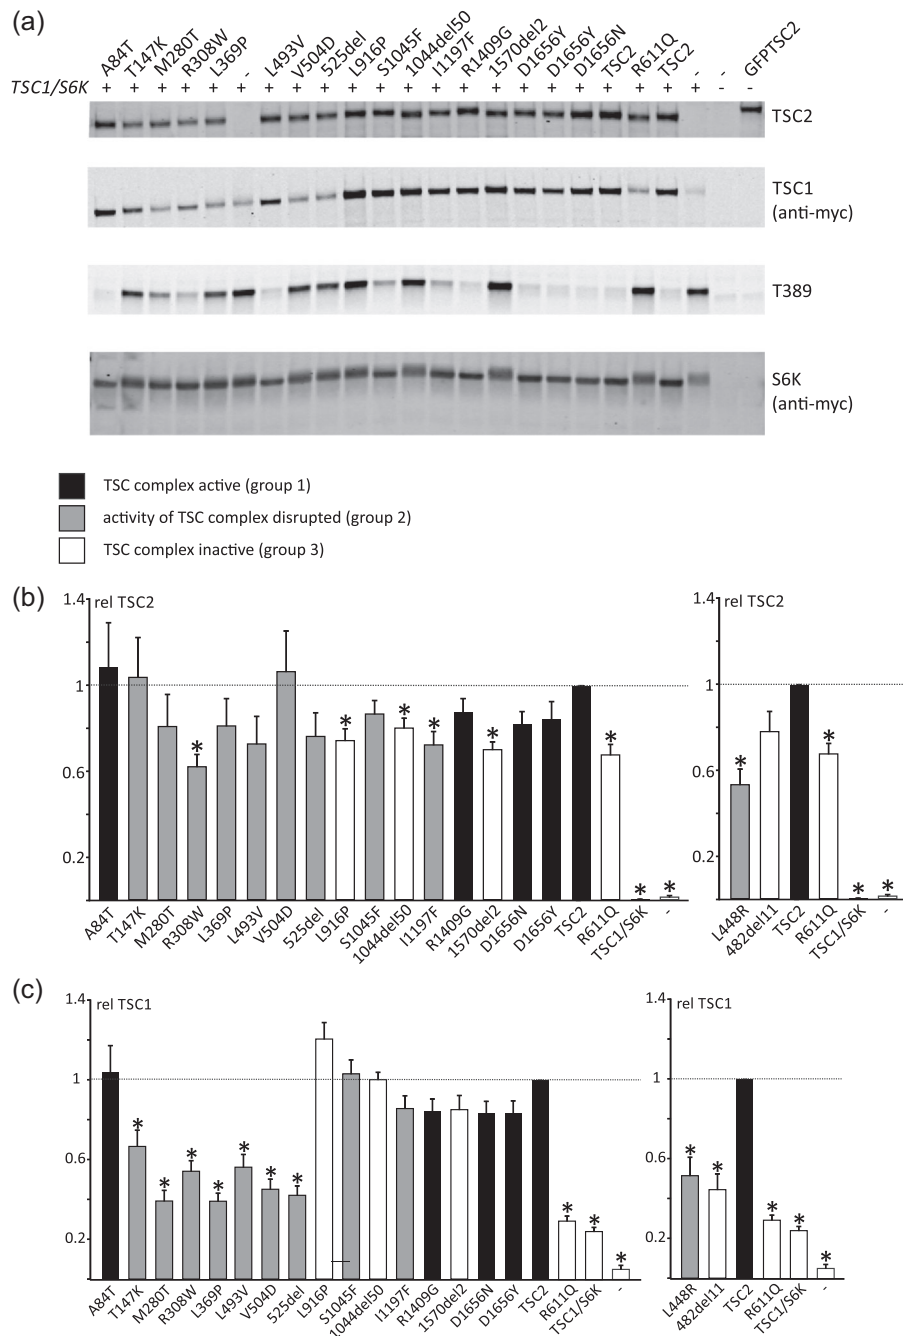 (a)
A84T T147K M280T R308W L369P - L493V V504D 525del L916P S1045F 1044del50 I1197F R1409G 1570del2 D1656Y D1656Y D1656N TSC2 R611Q TSC2 - - GFPTSC2
TSC1/S6K + + + + + + + + + + + + + + + + + + + + + + - -
TSC2
TSC1
(anti-myc)
T389
S6K
(anti-myc)
TSC complex active (group 1)
activity of TSC complex disrupted (group 2)
TSC complex inactive (group 3)
(b)
1.4 rel TSC2
1
0.6
0.2
* * * * * * * *
A84T T147K M280T R308W L369P L493V V504D 525del L916P S1045F 1044del50 I1197F R1409G 1570del2 D1656N D1656Y TSC2 R611Q TSC1/S6K -
1.4 rel TSC2
1
0.6
0.2
* * * *
L448R 482del11 TSC2 R611Q TSC1/S6K -
(c)
1.4 rel TSC1
1
0.6
0.2
* * * * * * * * * *
A84T T147K M280T R308W L369P L493V V504D 525del L916P S1045F 1044del50 I1197F R1409G 1570del2 D1656N D1656Y TSC2 R611Q TSC1/S6K -
1.4 rel TSC1
1
0.6
0.2
* * * * *
L448R 482del11 TSC2 R611Q TSC1/S6K -